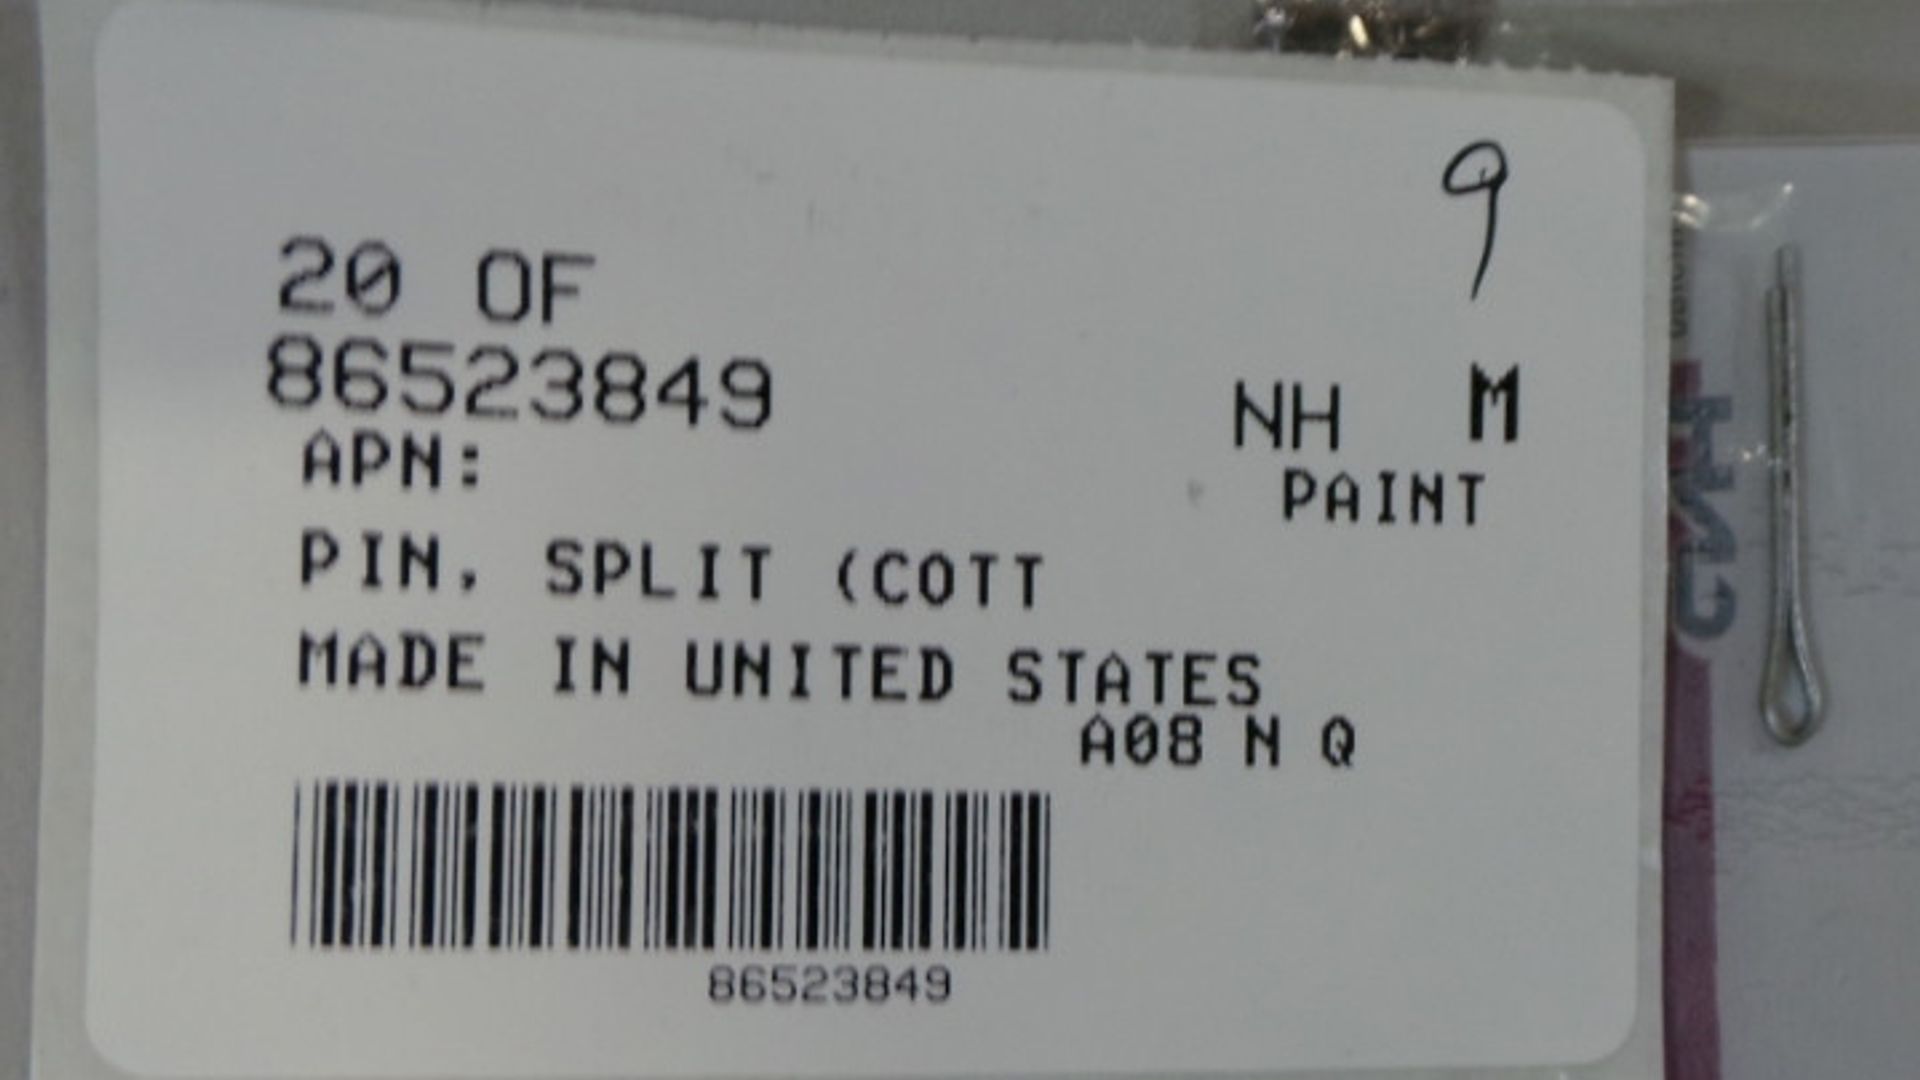 9
20 OF
86523849
NH M
APN:
PAINT
PIN, SPLIT (COTT
MADE IN UNITED STATES
A08 N Q
86523849